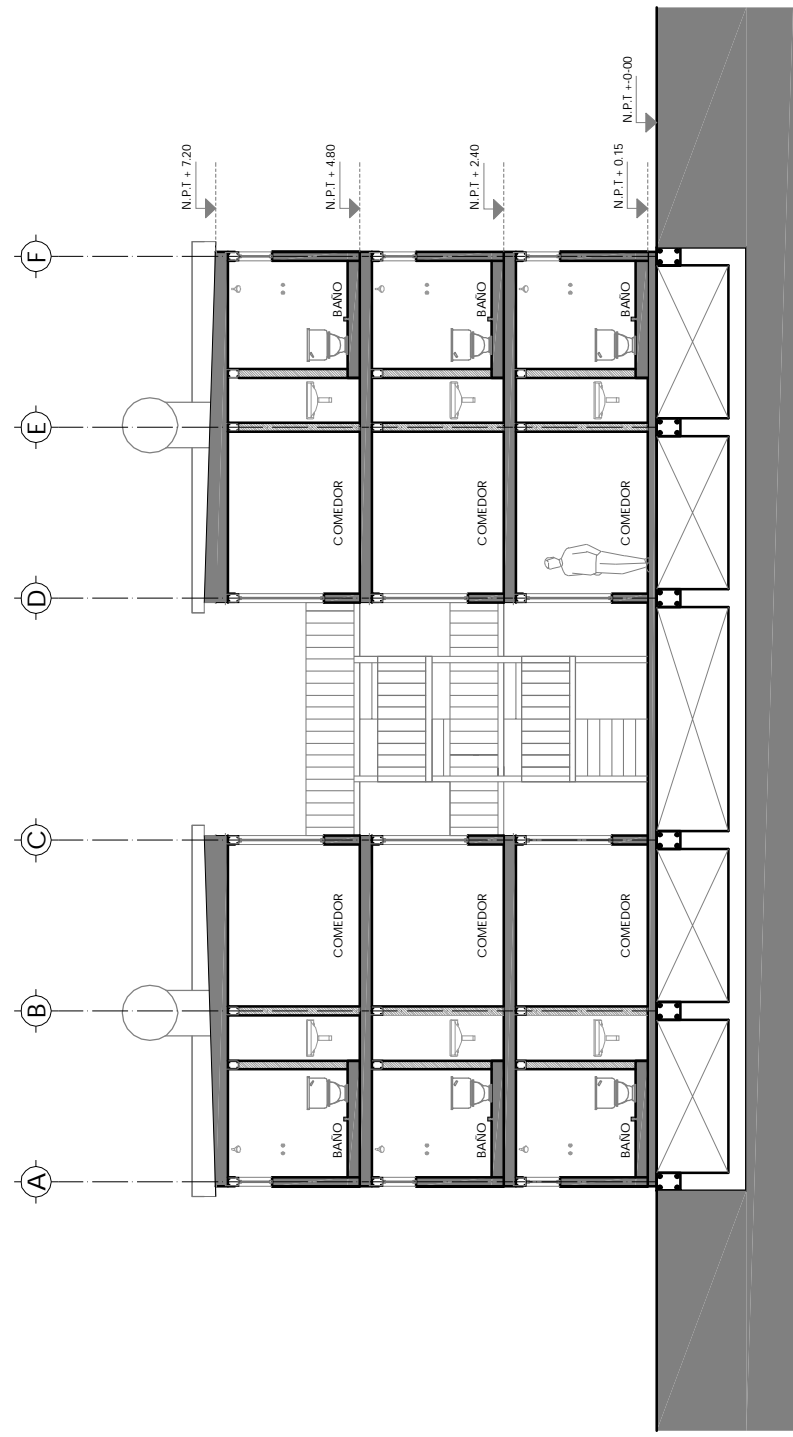 A
B
C
D
E
F
N.P.T + 7.20
BAÑO
COMEDOR
COMEDOR
BAÑO
N.P.T + 4.80
BAÑO
COMEDOR
COMEDOR
BAÑO
N.P.T + 2.40
BAÑO
COMEDOR
COMEDOR
BAÑO
N.P.T + 0.15
N.P.T +-0-00